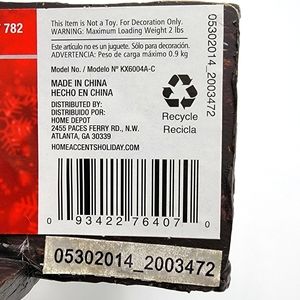 782
This Item is Not a Toy. For Decoration Only.
WARNING: Maximum Loading Weight 2 lbs
Este artículo no es un juguete. Sólo para decoración.
ADVERTENCIA: Peso de carga máximo 0.9 kg
Model No. / Modelo Nº KX6004A-C
MADE IN CHINA
HECHO EN CHINA
DISTRIBUTED BY:
DISTRIBUIDO POR:
HOME DEPOT
2455 PACES FERRY RD., N.W.
ATLANTA, GA 30339
HOMEACCENTSHOLIDAY.COM
Recycle
Recicla
05302014_2003472
0 93422 76407 0
05302014_2003472